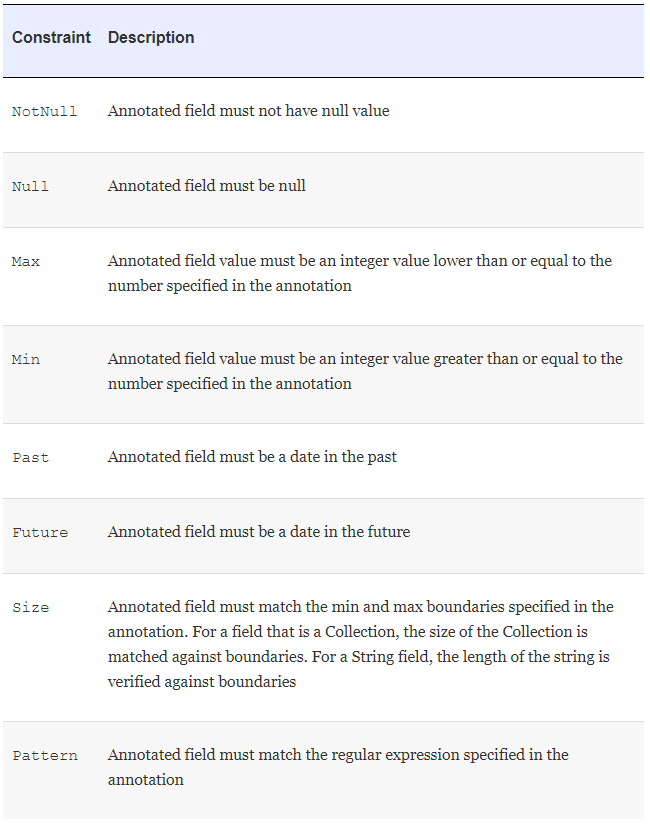 Constraint Description
NotNull Annotated field must not have null value
Null Annotated field must be null
Max Annotated field value must be an integer value lower than or equal to the
number specified in the annotation
Min Annotated field value must be an integer value greater than or equal to the
number specified in the annotation
Past Annotated field must be a date in the past
Future Annotated field must be a date in the future
Size Annotated field must match the min and max boundaries specified in the
annotation. For a field that is a Collection, the size of the Collection is
matched against boundaries. For a String field, the length of the string is
verified against boundaries
Pattern Annotated field must match the regular expression specified in the
annotation